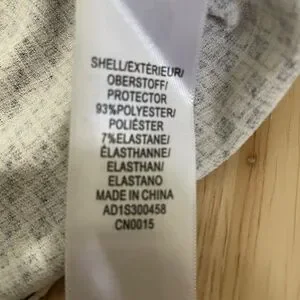 SHELL/EXTÉRIEUR/
OBERSTOFF/
PROTECTOR
93%POLYESTER/
POLIÉSTER
7%ELASTANE/
ÉLASTHANNE/
ELASTHAN/
ELASTANO
MADE IN CHINA
AD1S300458
CN0015